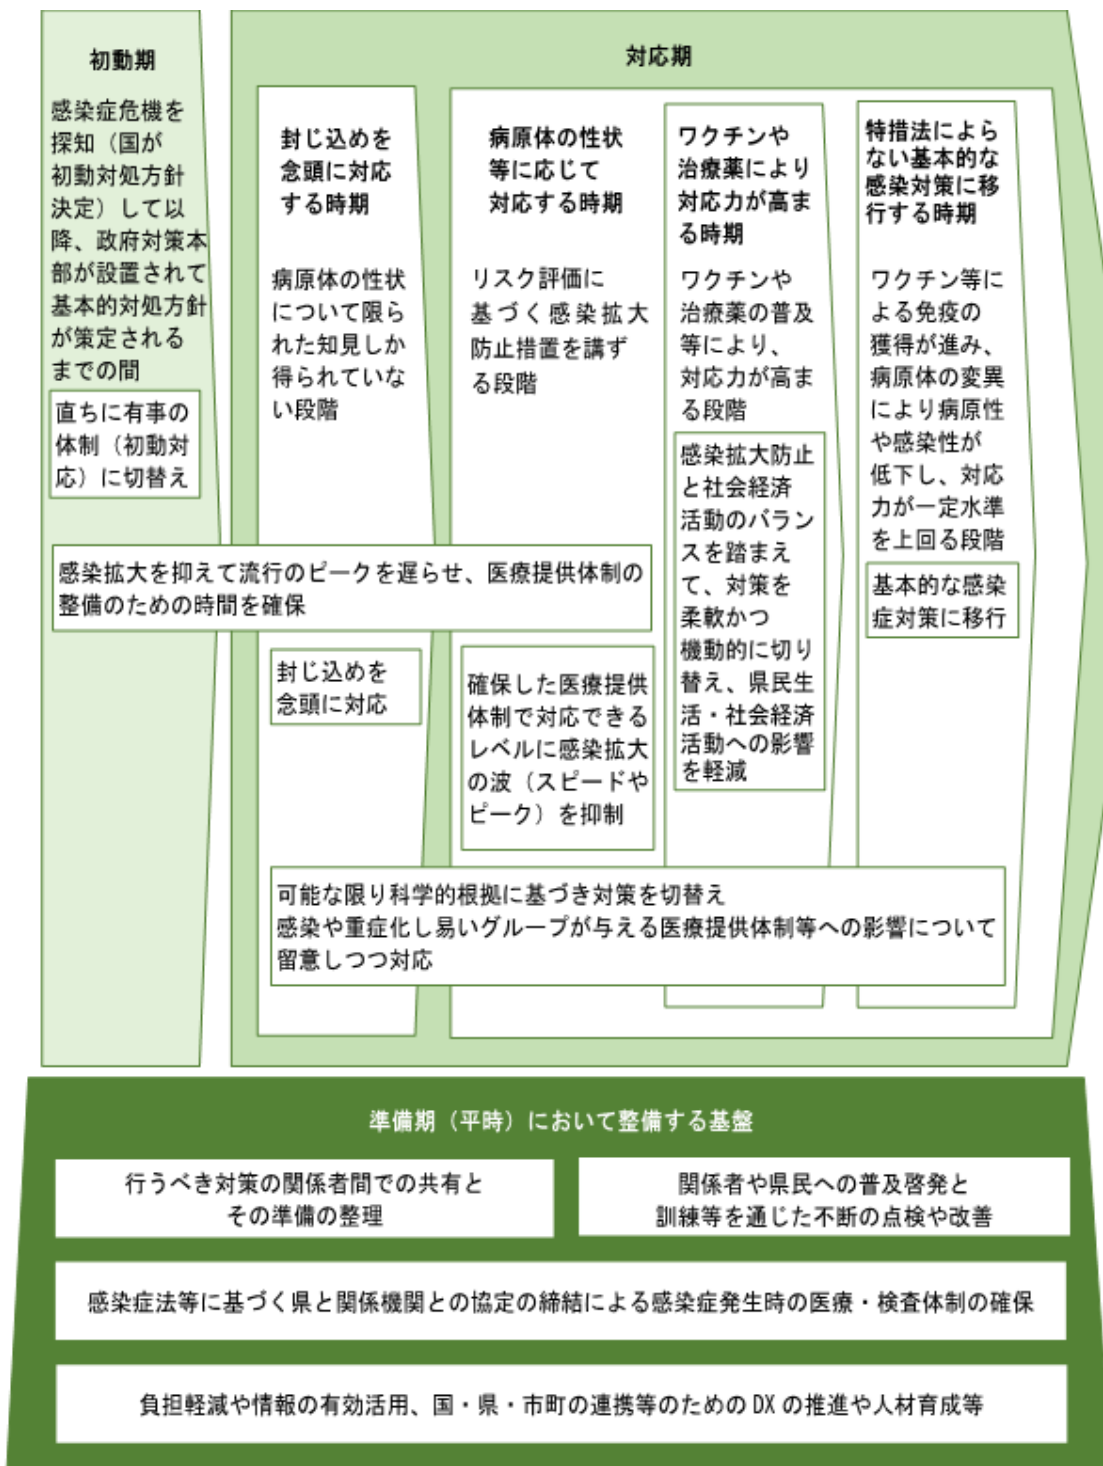 初動期
感染症危機を
探知（国が
初動対処方針
決定）して以
降、政府対策本
部が設置されて
基本的対処方針
が策定される
までの間
直ちに有事の
体制（初動対
応）に切替え
対応期
封じ込めを
念頭に対応
する時期
病原体の性状
について限ら
れた知見しか
得られていな
い段階
病原体の性状
等に応じて
対応する時期
リスク評価に
基づく感染拡大
防止措置を講ず
る段階
ワクチンや
治療薬により
対応力が高ま
る時期
ワクチンや
治療薬の普及
等により、
対応力が高ま
る段階
感染拡大防止
と社会経済
活動のバラン
スを踏まえ
て、対策を
柔軟かつ
機動的に切り
替え、県民生
活・社会経済
活動への影響
を軽減
特措法によら
ない基本的な
感染対策に移
行する時期
ワクチン等に
よる免疫の
獲得が進み、
病原体の変異
により病原性
や感染性が
低下し、対応
力が一定水準
を上回る段階
基本的な感染
症対策に移行
感染拡大を抑えて流行のピークを遅らせ、医療提供体制の
整備のための時間を確保
封じ込めを
念頭に対応
確保した医療提供
体制で対応できる
レベルに感染拡大
の波（スピードや
ピーク）を抑制
可能な限り科学的根拠に基づき対策を切替え
感染や重症化し易いグループが与える医療提供体制等への影響について
留意しつつ対応
準備期（平時）において整備する基盤
行うべき対策の関係者間での共有と
その準備の整理
関係者や県民への普及啓発と
訓練等を通じた不断の点検や改善
感染症法等に基づく県と関係機関との協定の締結による感染症発生時の医療・検査体制の確保
負担軽減や情報の有効活用、国・県・市町の連携等のための DX の推進や人材育成等